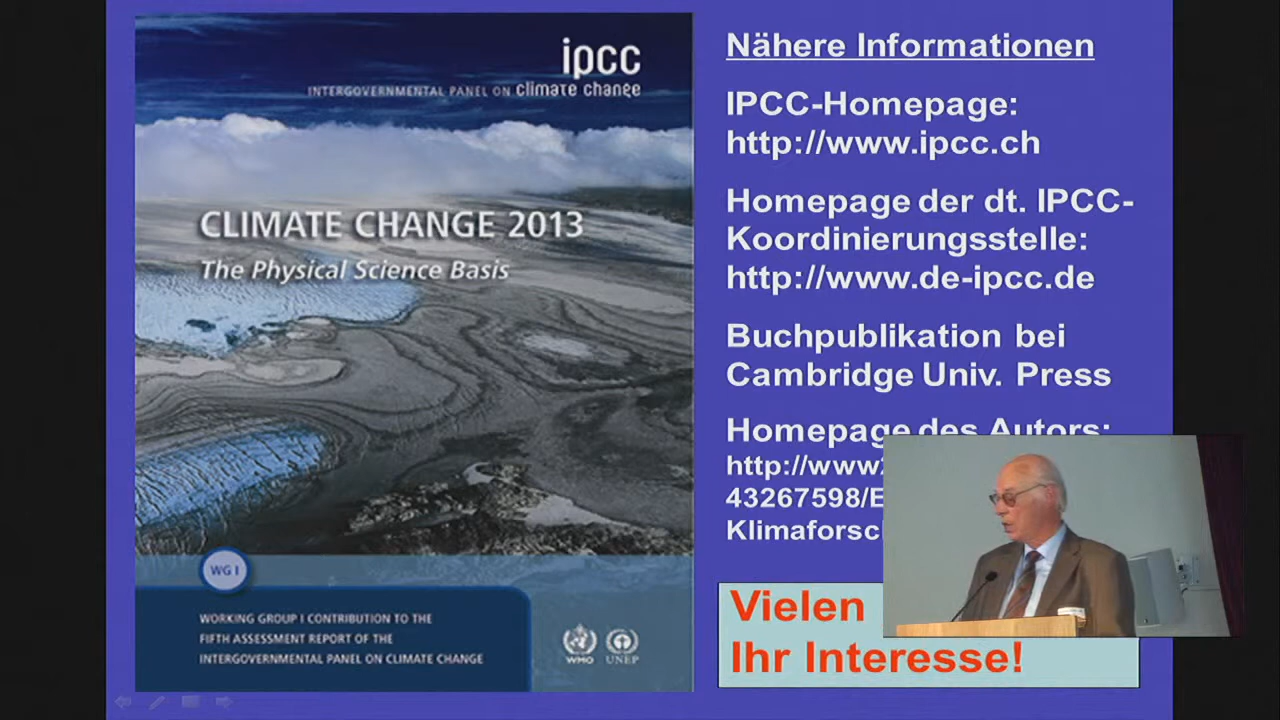 ipcc
INTERGOVERNMENTAL PANEL ON climate change
CLIMATE CHANGE 2013
The Physical Science Basis
WG I
WORKING GROUP I CONTRIBUTION TO THE
FIFTH ASSESSMENT REPORT OF THE
INTERGOVERNMENTAL PANEL ON CLIMATE CHANGE
WMO
UNEP
Nähere Informationen
IPCC-Homepage:
http://www.ipcc.ch
Homepage der dt. IPCC-
Koordinierungsstelle:
http://www.de-ipcc.de
Buchpublikation bei
Cambridge Univ. Press
Homepage des Autors:
http://www
43267598/
Klimaforsc
Vielen
Ihr Interesse!